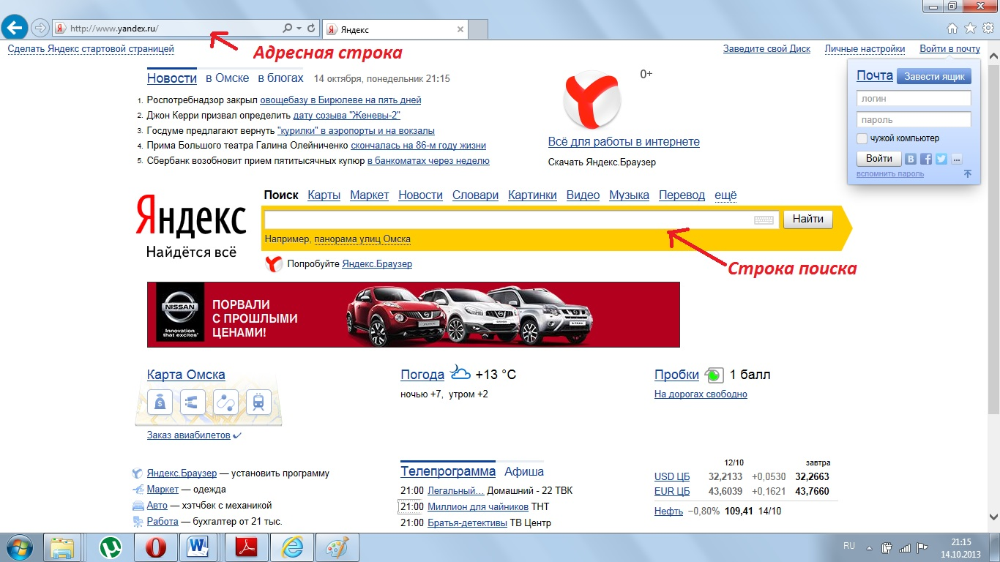 http://www.yandex.ru/
Яндекс
Адресная строка
Сделать Яндекс стартовой страницей
Заведите свой Диск
Личные настройки
Войти в почту
Новости в Омске в блогах 14 октября, понедельник 21:15
1. Роспотребнадзор закрыл овощебазу в Бирюлеве на пять дней
2. Джон Керри призвал определить дату созыва "Женевы-2"
3. Госдуме предлагают вернуть "курилки" в аэропорты и на вокзалы
4. Прима Большого театра Галина Олейниченко скончалась на 86-м году жизни
5. Сбербанк возобновит прием пятитысячных купюр в банкоматах через неделю
0+
Всё для работы в интернете
Скачать Яндекс.Браузер
Почта Завести ящик
логин
пароль
чужой компьютер
Войти
вспомнить пароль
Поиск Карты Маркет Новости Словари Картинки Видео Музыка Перевод ещё
Яндекс
Найдётся всё
Найти
Например, панорама улиц Омска
Попробуйте Яндекс.Браузер
Строка поиска
NISSAN
Innovation
that excites
ПОРВАЛИ
С ПРОШЛЫМИ
ЦЕНАМИ!
Карта Омска
Заказ авиабилетов
Погода +13 °C
ночью +7, утром +2
Пробки 1 балл
На дорогах свободно
Яндекс.Браузер — установить программу
Маркет — одежда
Авто — хэтчбек с механикой
Работа — бухгалтер от 21 тыс.
Телепрограмма Афиша
21:00 Легальный... Домашний - 22 ТВК
21:00 Миллион для чайников ТНТ
21:00 Братья-детективы ТВ Центр
12/10 завтра
USD ЦБ 32,2133 +0,0530 32,2663
EUR ЦБ 43,6039 +0,1621 43,7660
Нефть −0,80% 109,41 14/10
RU
21:15
14.10.2013